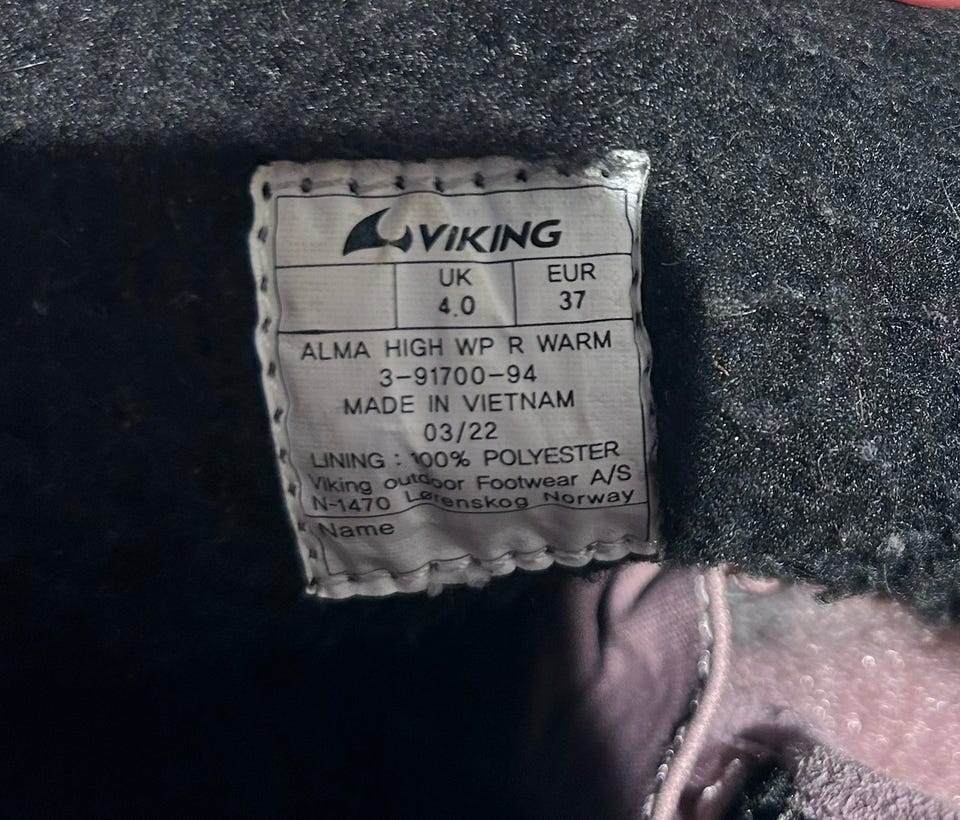 VIKING
UK EUR
4.0 37
ALMA HIGH WP R WARM
3-91700-94
MADE IN VIETNAM
03/22
LINING : 100% POLYESTER
Viking outdoor Footwear A/S
N-1470 Lørenskog Norway
Name